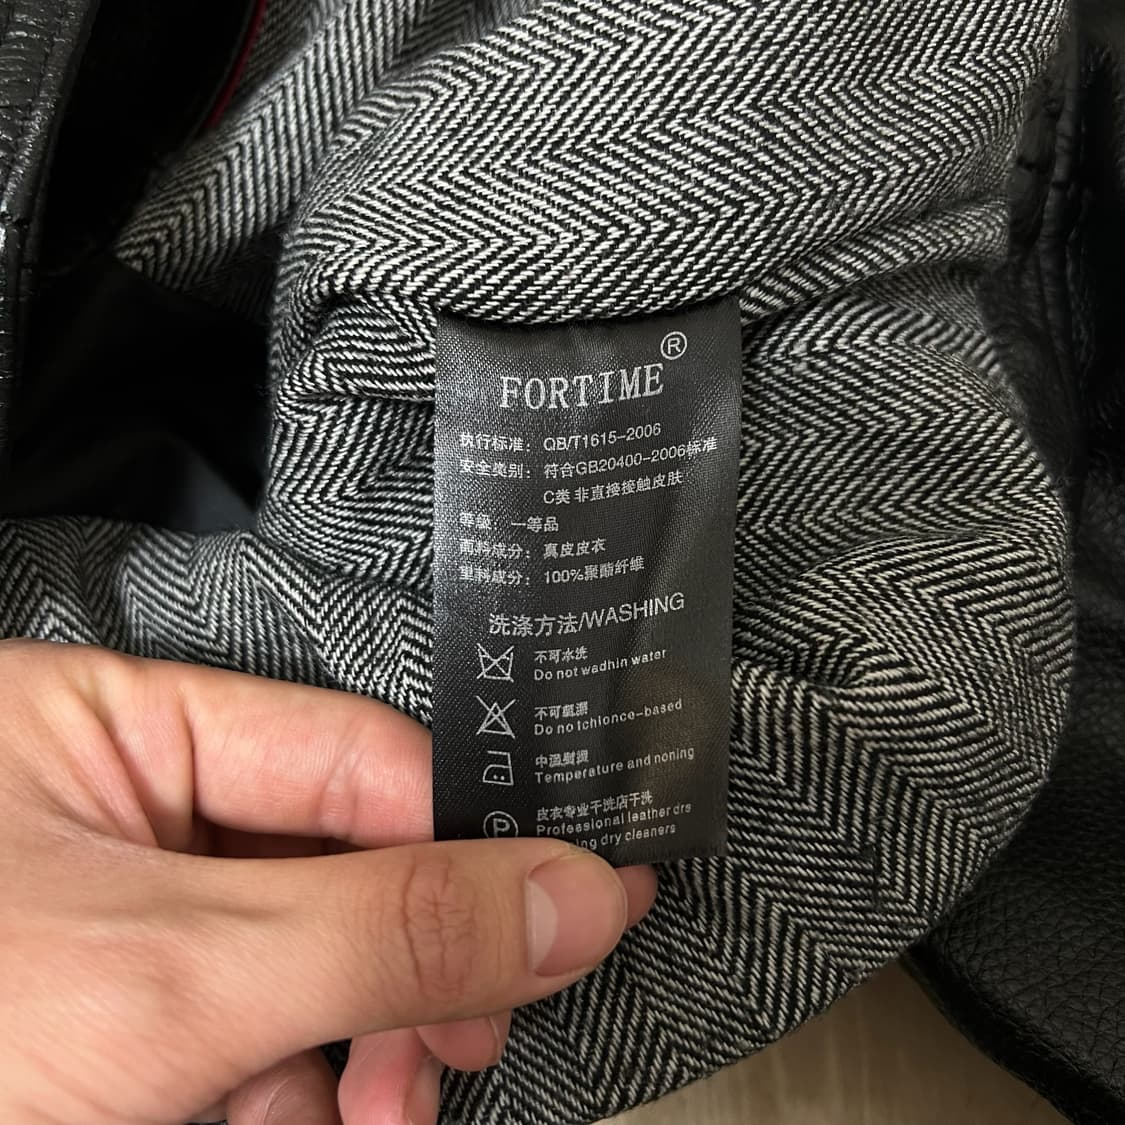 FORTIME ®
执行标准: QB/T1615-2006
安全类别: 符合GB20400-2006标准
C类 非直接接触皮肤
等级: 一等品
面料成分: 真皮皮衣
里料成分: 100%聚酯纤维
洗涤方法/WASHING
不可水洗
Do not wadhin water
不可氯漂
Do no lchlonce-based
中温熨烫
Temperature and noning
皮衣专业干洗店干洗
P
Professional leather drs
ing dry cleaners